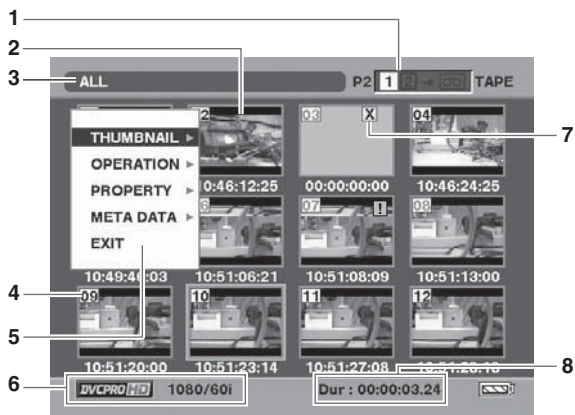 1
2
3 ALL P2 1 2 → TAPE
2 03 X 04
7
THUMBNAIL
OPERATION
PROPERTY
META DATA
EXIT
0:46:12:25 00:00:00:00 10:46:24:25
6 07 ! 08
10:49:46:03 10:51:06:21 10:51:08:09 10:51:13:00
4 09 10 11 12
5
10:51:20:00 10:51:23:14 10:51:27:08
8
6 DVCPRO HD 1080/60i Dur : 00:00:03.24